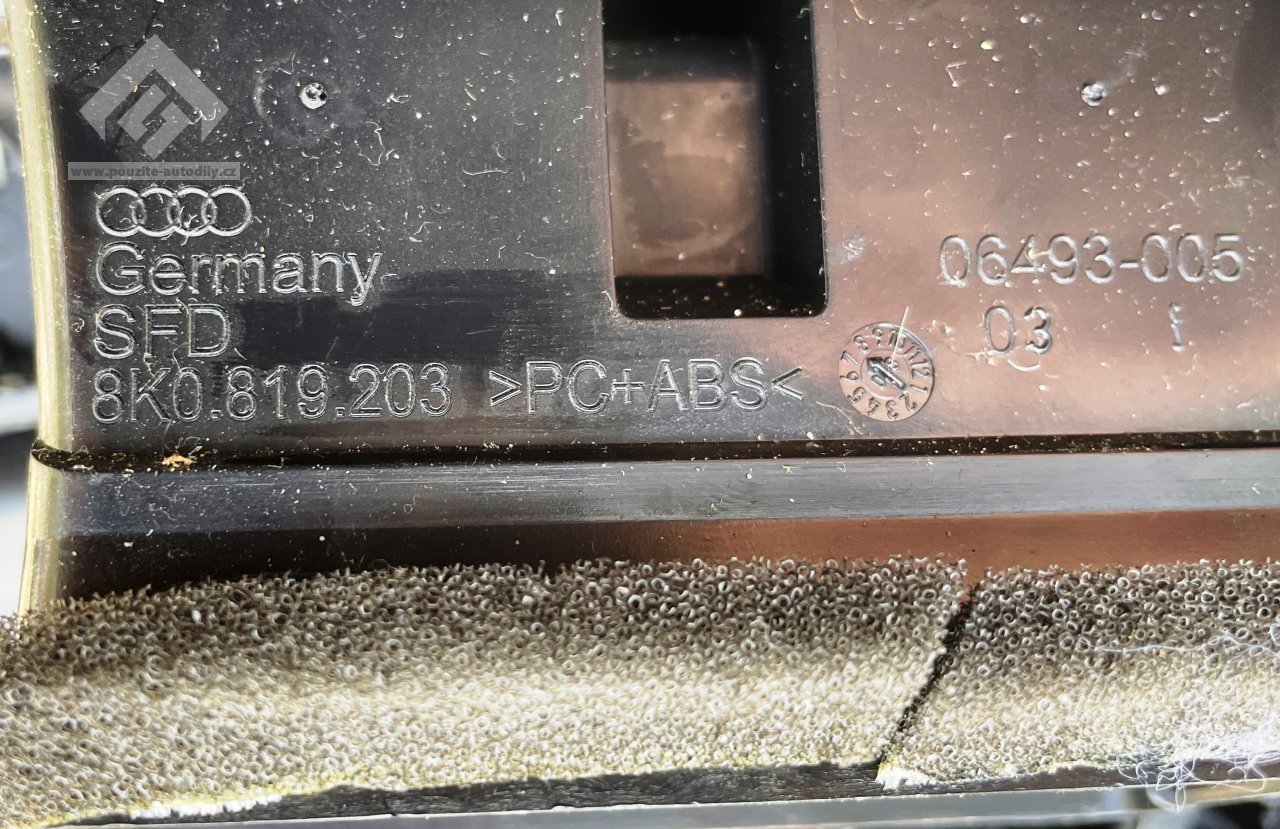 www.pouzite-autodily.cz
Germany
SFD
8K0.819.203 >PC+ABS<
06493-005
03 f